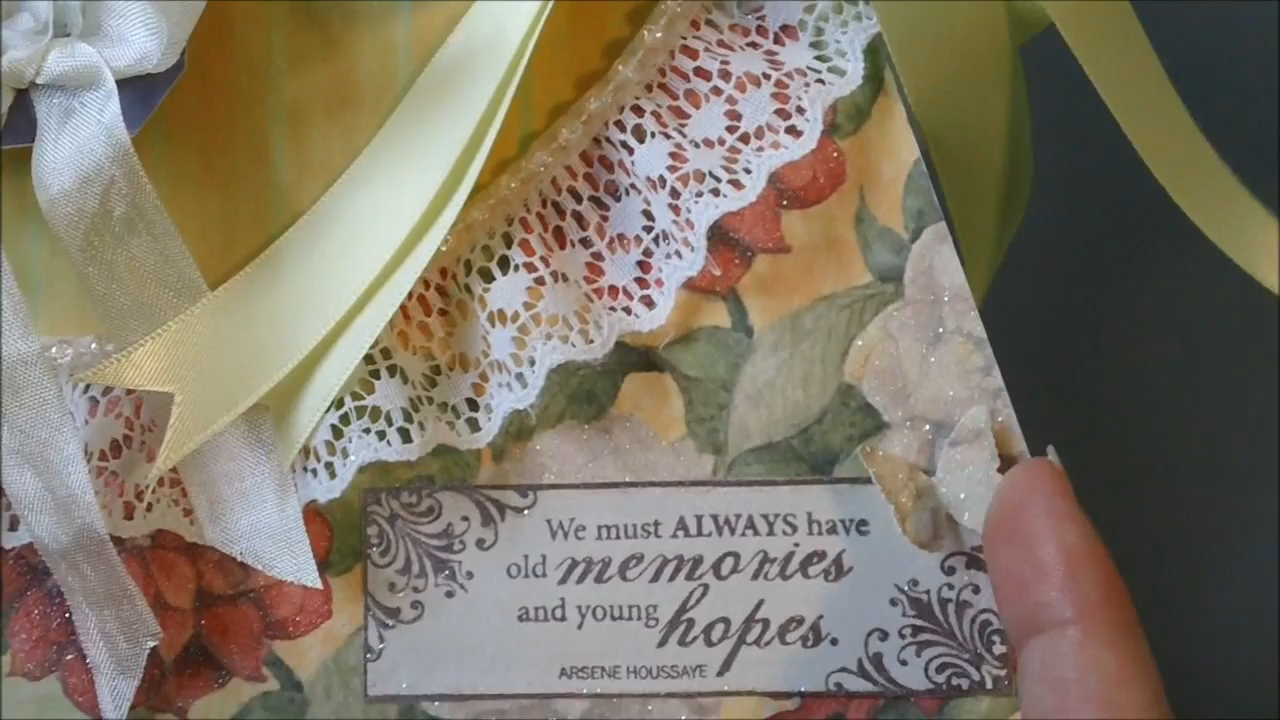 We must ALWAYS have
old memories
and young hopes.
ARSENE HOUSSAYE